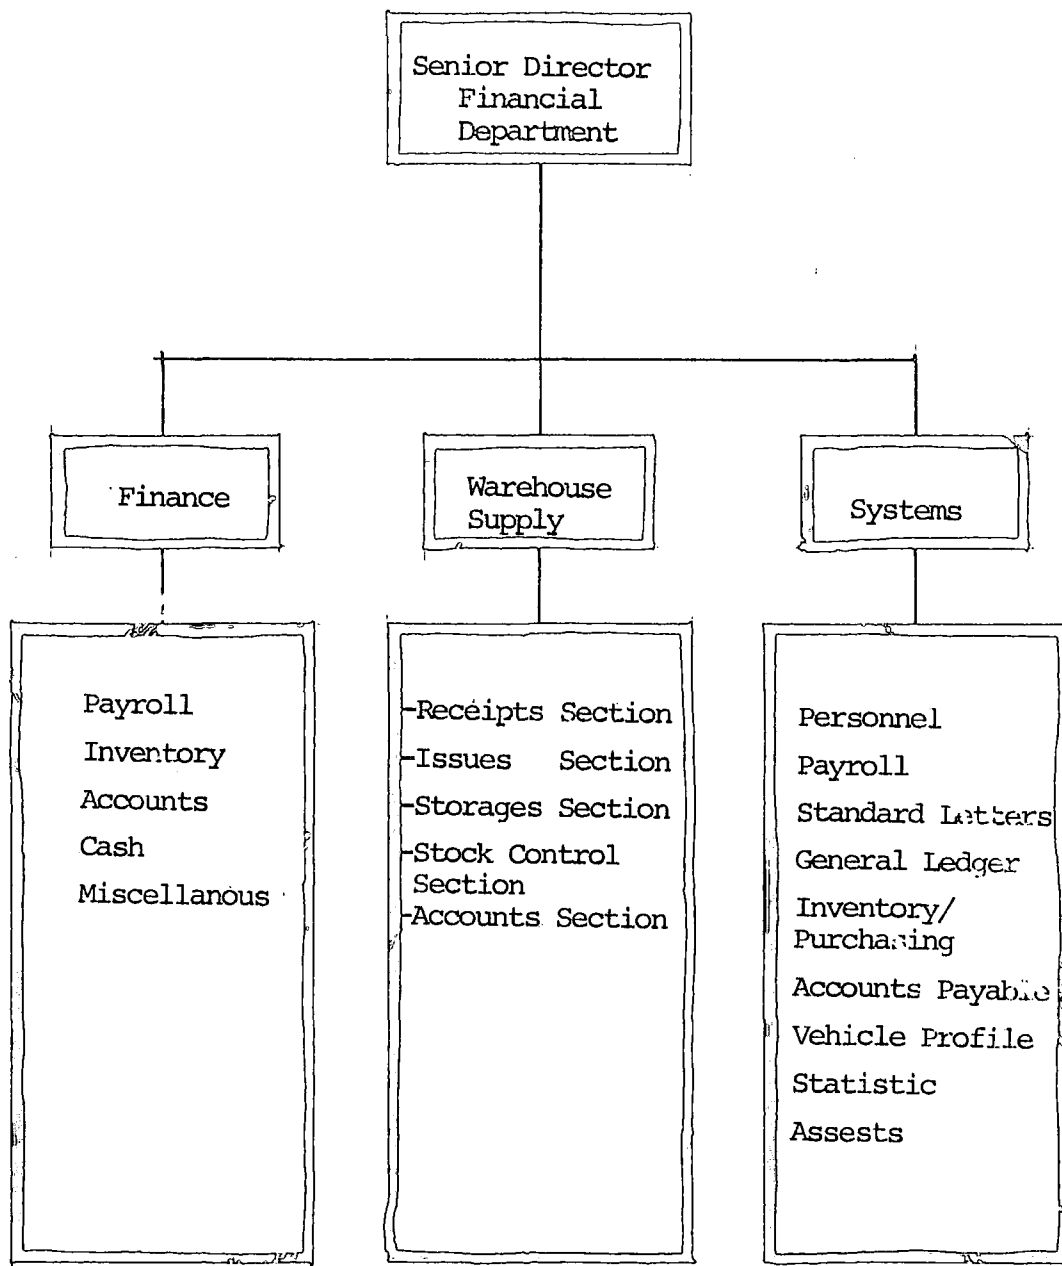 Senior Director
Financial
Department
Finance
Warehouse
Supply
Systems
Payroll
Inventory
Accounts
Cash
Miscellanous
-Receipts Section
-Issues Section
-Storages Section
-Stock Control
Section
-Accounts Section
Personnel
Payroll
Standard Letters
General Ledger
Inventory/
Purchasing
Accounts Payable
Vehicle Profile
Statistic
Assests